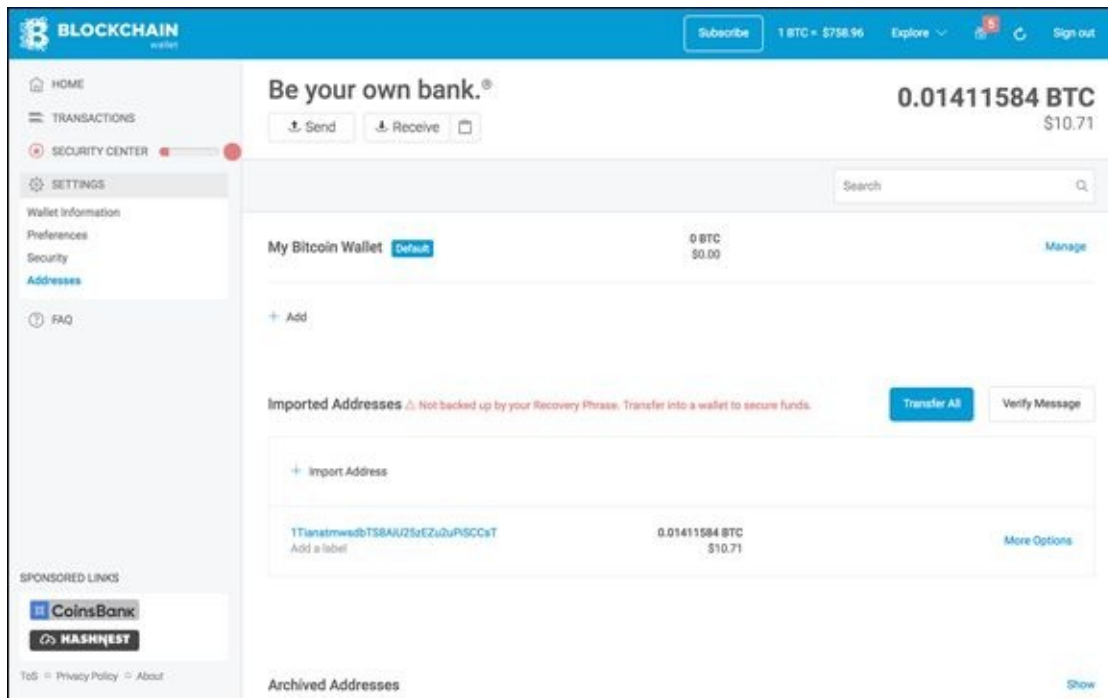 BLOCKCHAIN
wallet
Subscribe
1 BTC = $758.96
Explore
5
Sign out
HOME
TRANSACTIONS
SECURITY CENTER
SETTINGS
Wallet Information
Preferences
Security
Addresses
FAQ
SPONSORED LINKS
CoinsBank
HASHNEST
ToS Privacy Policy About
Be your own bank.®
Send Receive
0.01411584 BTC
$10.71
Search
My Bitcoin Wallet Default
0 BTC
$0.00
Manage
+ Add
Imported Addresses Not backed up by your Recovery Phrase. Transfer into a wallet to secure funds.
Transfer All
Verify Message
+ Import Address
Add a label
0.01411584 BTC
$10.71
More Options
Archived Addresses
Show